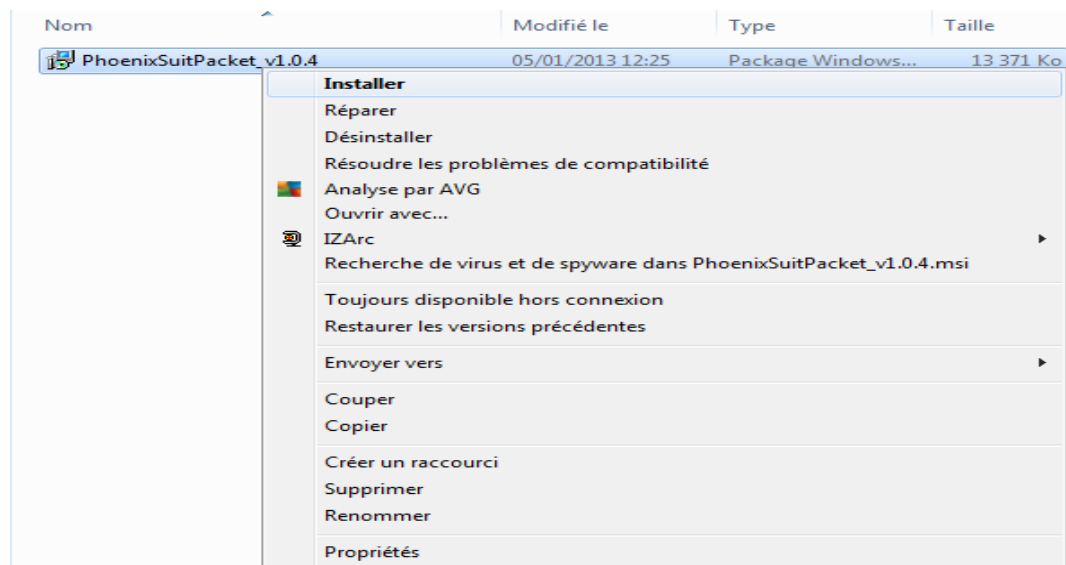 Nom Modifié le Type Taille
PhoenixSuitPacket_v1.0.4 05/01/2013 12:25 Package Windows... 13 371 Ko
Installer
Réparer
Désinstaller
Résoudre les problèmes de compatibilité
Analyse par AVG
Ouvrir avec...
IZArc
Recherche de virus et de spyware dans PhoenixSuitPacket_v1.0.4.msi
Toujours disponible hors connexion
Restaurer les versions précédentes
Envoyer vers
Couper
Copier
Créer un raccourci
Supprimer
Renommer
Propriétés